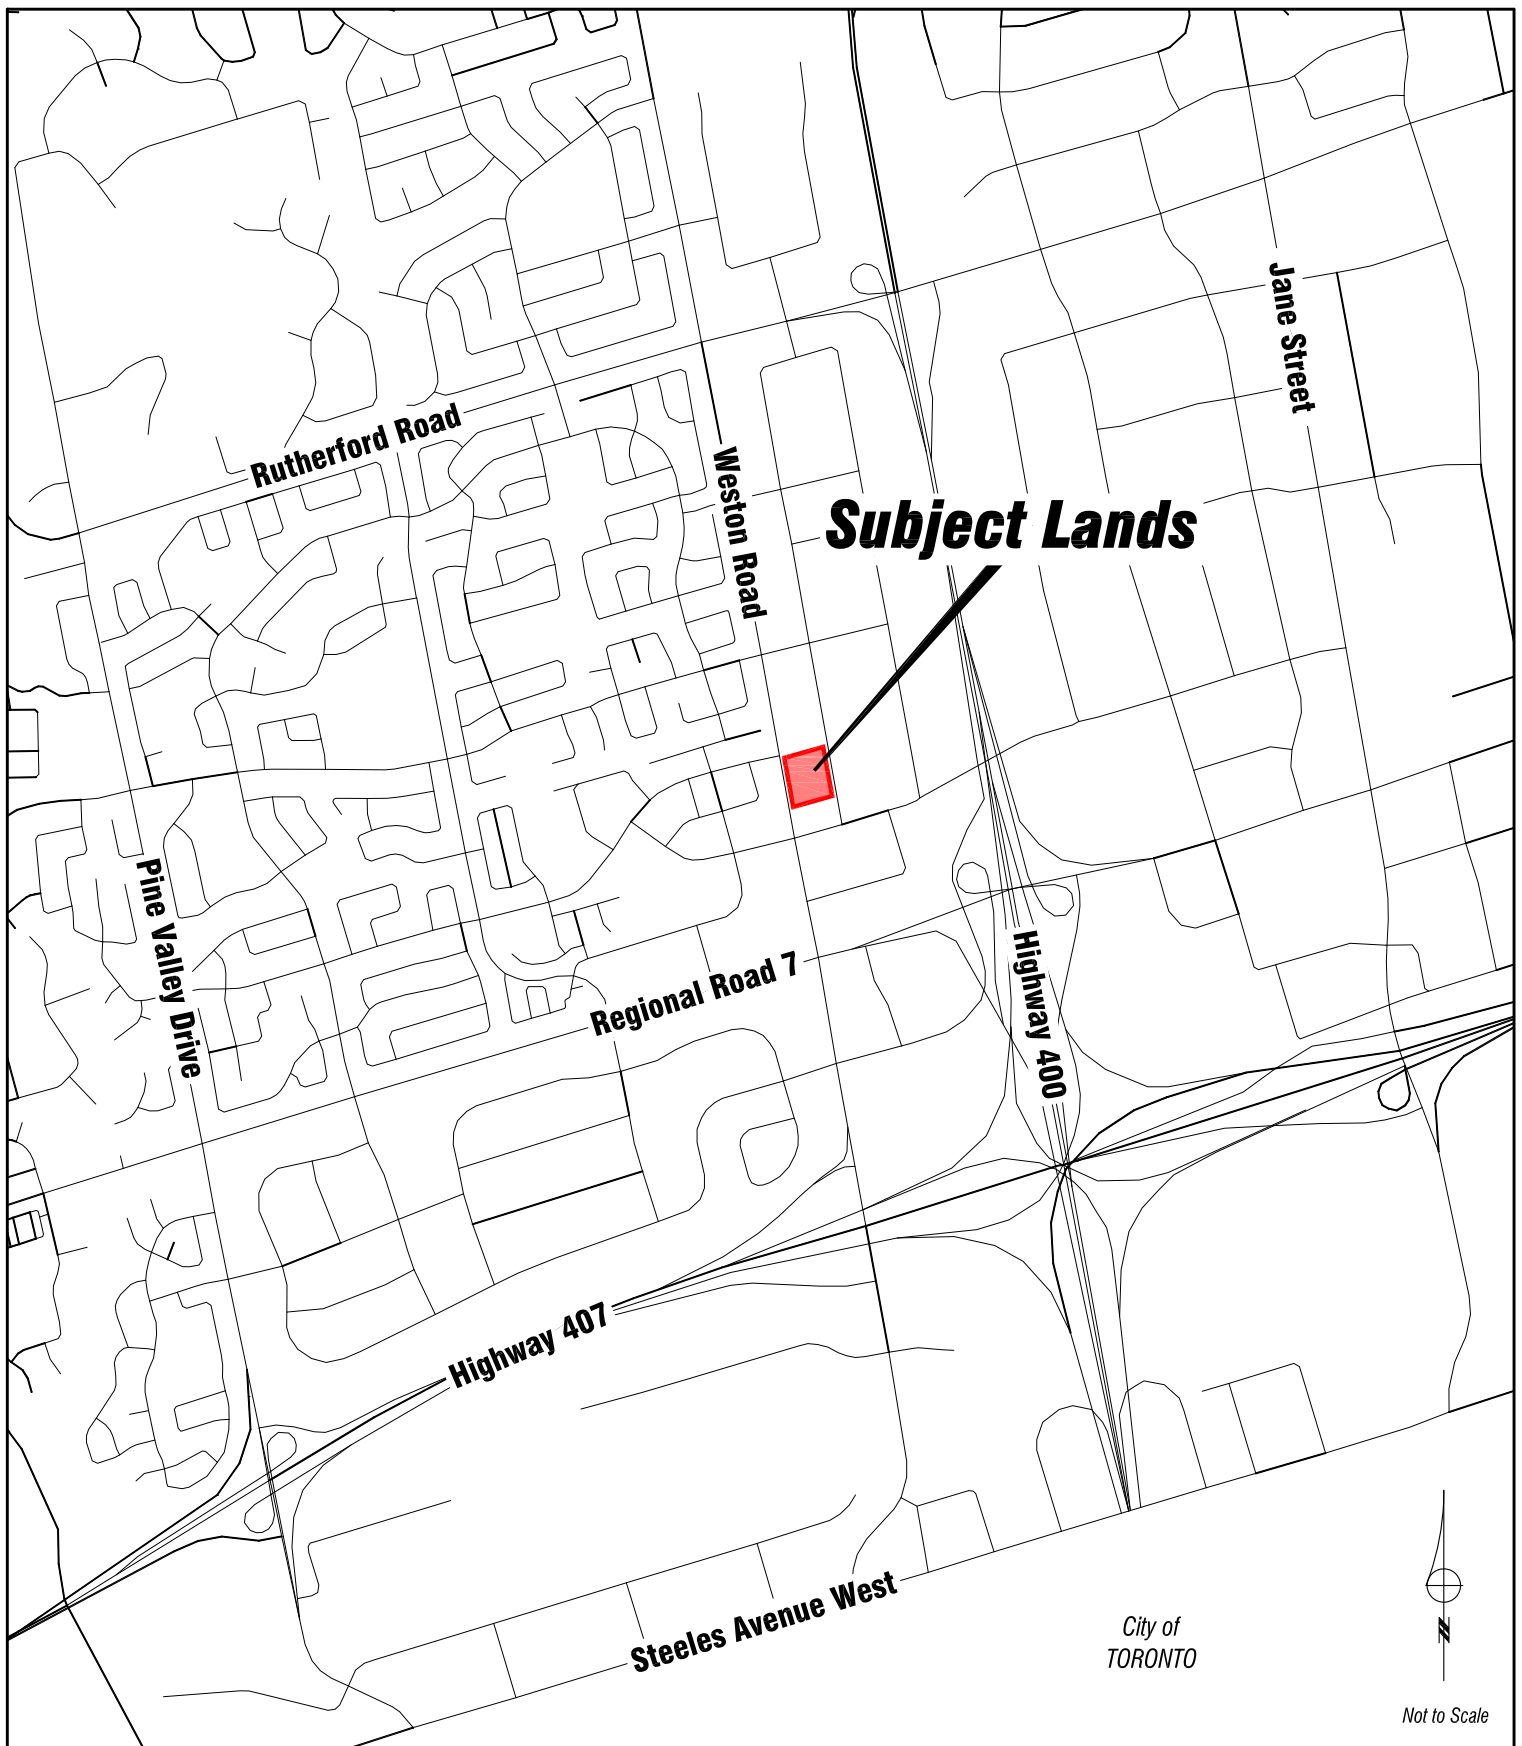 Jane Street
Rutherford Road
Weston Road
Subject Lands
Pine Valley Drive
Regional Road 7
Highway 400
Highway 407
Steeles Avenue West
City of
TORONTO
N
Not to Scale